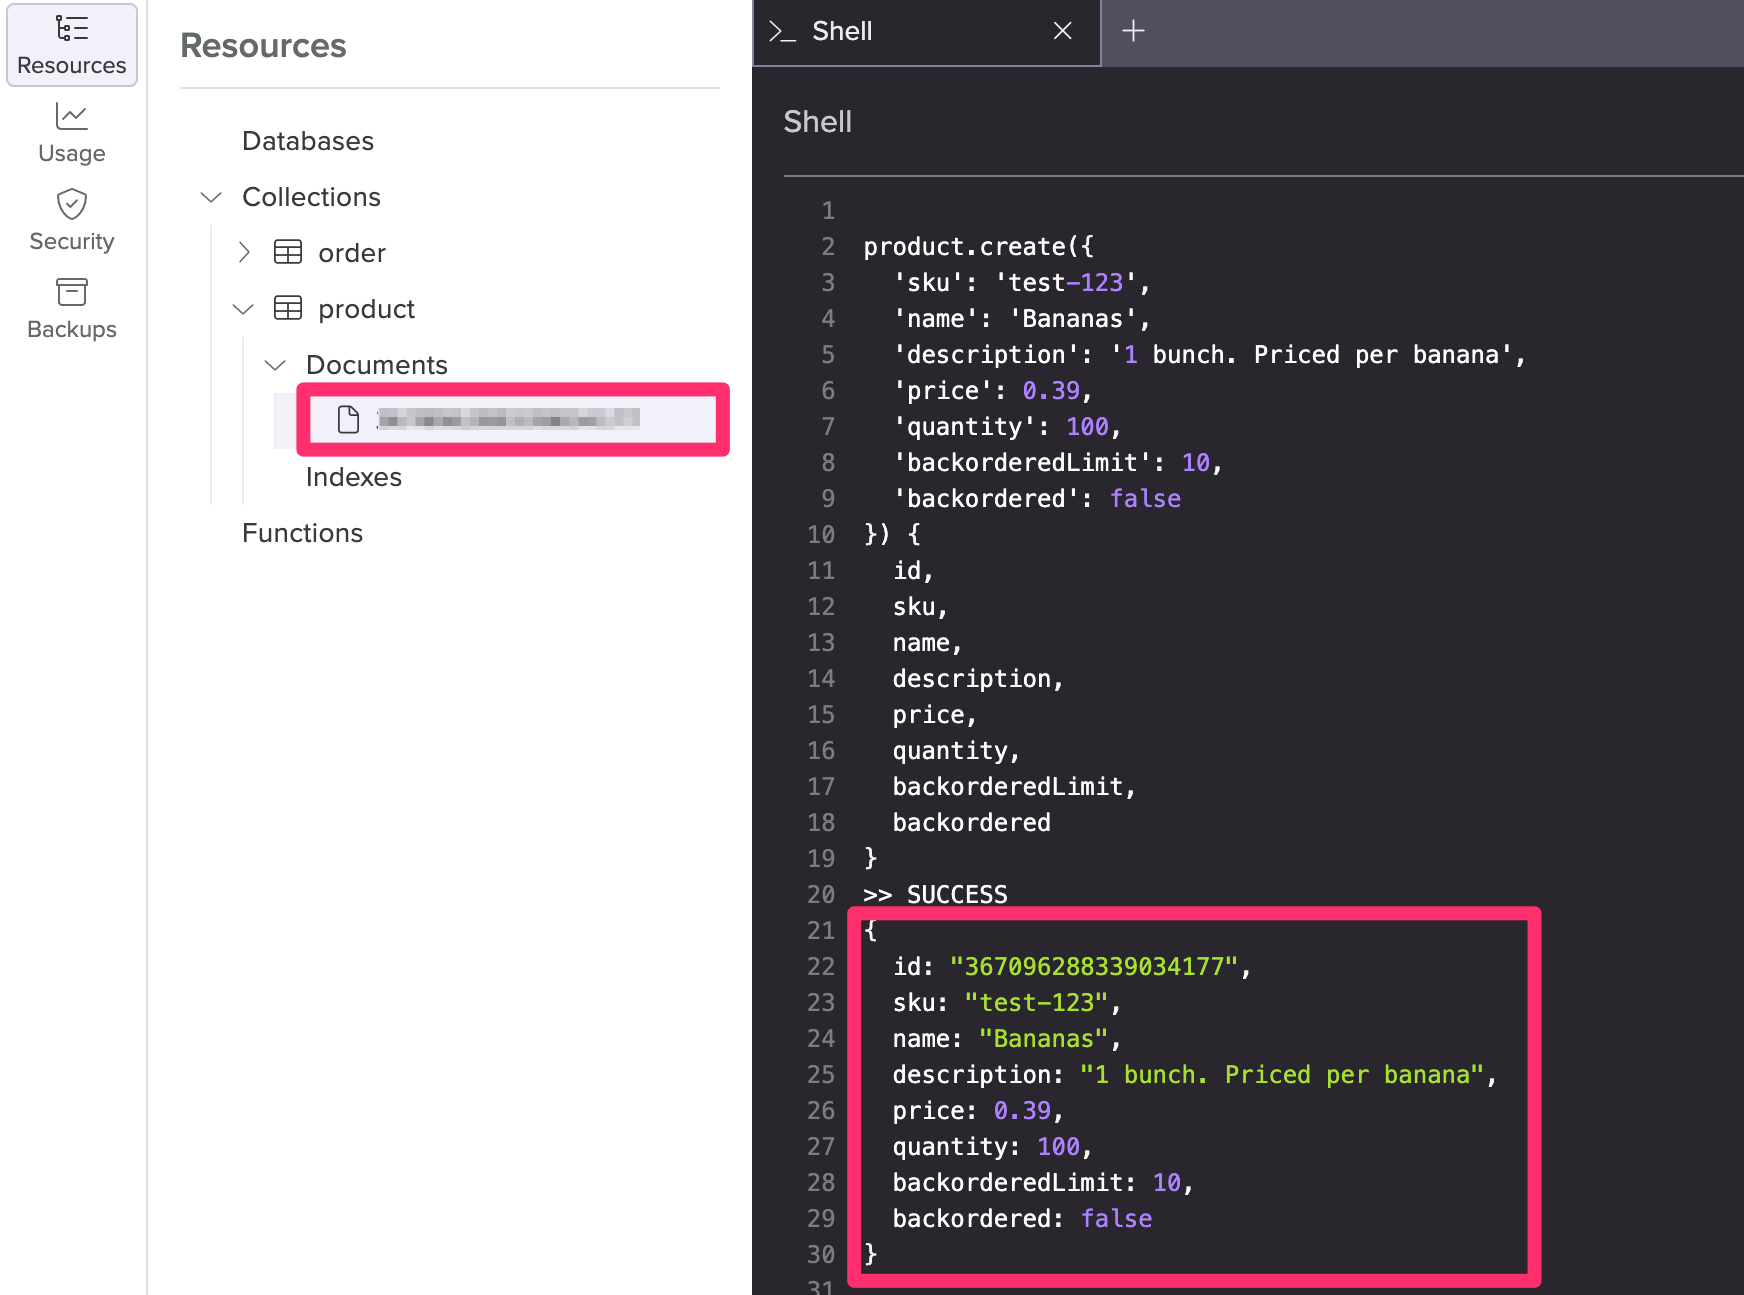 Resources
Usage
Security
Backups
Resources
Databases
Collections
order
product
Documents
Indexes
Functions
>_ Shell
Shell
1
2 product.create({
3 'sku': 'test-123',
4 'name': 'Bananas',
5 'description': '1 bunch. Priced per banana',
6 'price': 0.39,
7 'quantity': 100,
8 'backorderedLimit': 10,
9 'backordered': false
10 }) {
11 id,
12 sku,
13 name,
14 description,
15 price,
16 quantity,
17 backorderedLimit,
18 backordered
19 }
20 >> SUCCESS
21 {
22 id: "367096288339034177",
23 sku: "test-123",
24 name: "Bananas",
25 description: "1 bunch. Priced per banana",
26 price: 0.39,
27 quantity: 100,
28 backorderedLimit: 10,
29 backordered: false
30 }
31